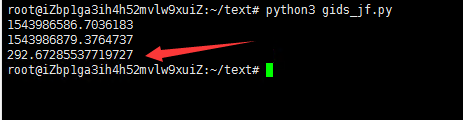 root@iZbp1ga3ih4h52mvlw9xuiZ:~/text# python3 gids_jf.py
1543986586.7036183
1543986879.3764737
292.67285537719727
root@iZbp1ga3ih4h52mvlw9xuiZ:~/text#